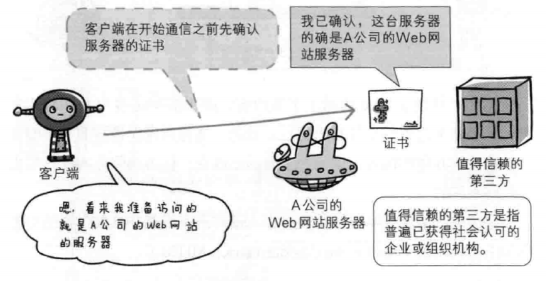 客户端在开始通信之前先确认
服务器的证书
我已确认，这台服务器
的确是A公司的Web网
站服务器
证书
客户端
值得信赖的
第三方
A公司的
Web网站服务器
嗯，看来我准备访问的
就是A公司的Web网站
的服务器
值得信赖的第三方是指
普遍已获得社会认可的
企业或组织机构。